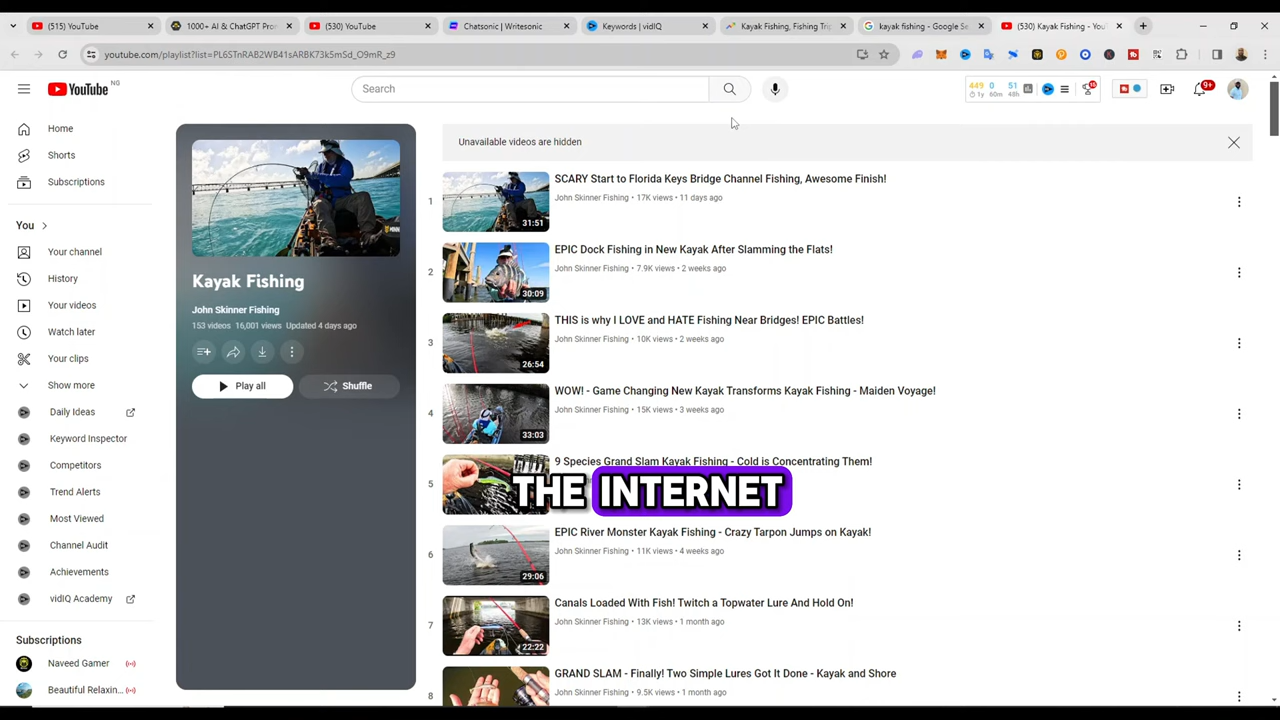 (515) YouTube
1000+ AI & ChatGPT Pro
(530) YouTube
Chatsonic | Writesonic
Keywords | vidIQ
Kayak Fishing, Fishing Trip
kayak fishing - Google Se
(530) Kayak Fishing - You
youtube.com/playlist?list=PL6STnRAB2WB41sARBK73k5mSd_O9mR_z9
YouTube NG
Search
449 0 51
1y 60m 48h
9+
Home
Shorts
Subscriptions
You
Your channel
History
Your videos
Watch later
Your clips
Show more
Daily Ideas
Keyword Inspector
Competitors
Trend Alerts
Most Viewed
Channel Audit
Achievements
vidIQ Academy
Subscriptions
Naveed Gamer
Beautiful Relaxin...
Kayak Fishing
John Skinner Fishing
153 videos 16,001 views Updated 4 days ago
Play all
Shuffle
Unavailable videos are hidden
1
31:51
SCARY Start to Florida Keys Bridge Channel Fishing, Awesome Finish!
John Skinner Fishing • 17K views • 11 days ago
2
30:09
EPIC Dock Fishing in New Kayak After Slamming the Flats!
John Skinner Fishing • 7.9K views • 2 weeks ago
3
26:54
THIS is why I LOVE and HATE Fishing Near Bridges! EPIC Battles!
John Skinner Fishing • 10K views • 2 weeks ago
4
33:03
WOW! - Game Changing New Kayak Transforms Kayak Fishing - Maiden Voyage!
John Skinner Fishing • 15K views • 3 weeks ago
5
9 Species Grand Slam Kayak Fishing - Cold is Concentrating Them!
THE INTERNET
6
29:06
EPIC River Monster Kayak Fishing - Crazy Tarpon Jumps on Kayak!
John Skinner Fishing • 11K views • 4 weeks ago
7
22:22
Canals Loaded With Fish! Twitch a Topwater Lure And Hold On!
John Skinner Fishing • 13K views • 1 month ago
8
GRAND SLAM - Finally! Two Simple Lures Got It Done - Kayak and Shore
John Skinner Fishing • 9.5K views • 1 month ago